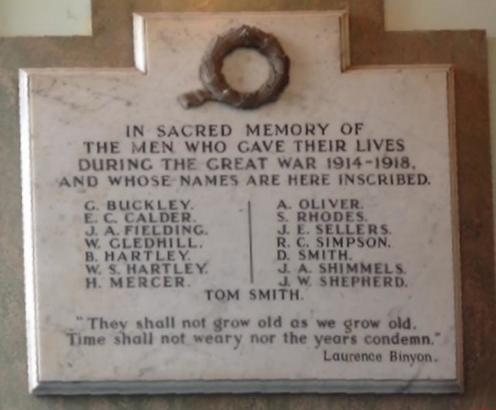 IN SACRED MEMORY OF
THE MEN WHO GAVE THEIR LIVES
DURING THE GREAT WAR 1914-1918,
AND WHOSE NAMES ARE HERE INSCRIBED.
G. BUCKLEY.
E. C. CALDER.
J. A. FIELDING.
W. GLEDHILL.
B. HARTLEY.
W. S. HARTLEY.
H. MERCER.
A. OLIVER.
S. RHODES.
J. E. SELLERS.
R. C. SIMPSON.
D. SMITH.
J. A. SHIMMELS.
J. W. SHEPHERD.
TOM SMITH.
"They shall not grow old as we grow old,
Time shall not weary nor the years condemn."
Laurence Binyon.